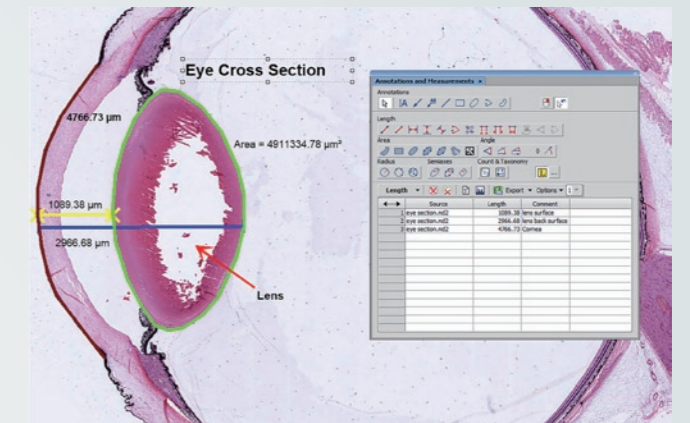 Eye Cross Section
4766.73 µm
Area = 4911334.78 µm²
1089.38 µm
2966.68 µm
Lens
Annotations and Measurements ×
Annotations
Length
Area Angle
Radius Semiaxes Count & Taxonomy
Length Export Options 1
Source Length Comment
1 eye section.nd2 1089.38 lens surface
2 eye section.nd2 2966.68 lens back surface
3 eye section.nd2 4766.73 Cornea